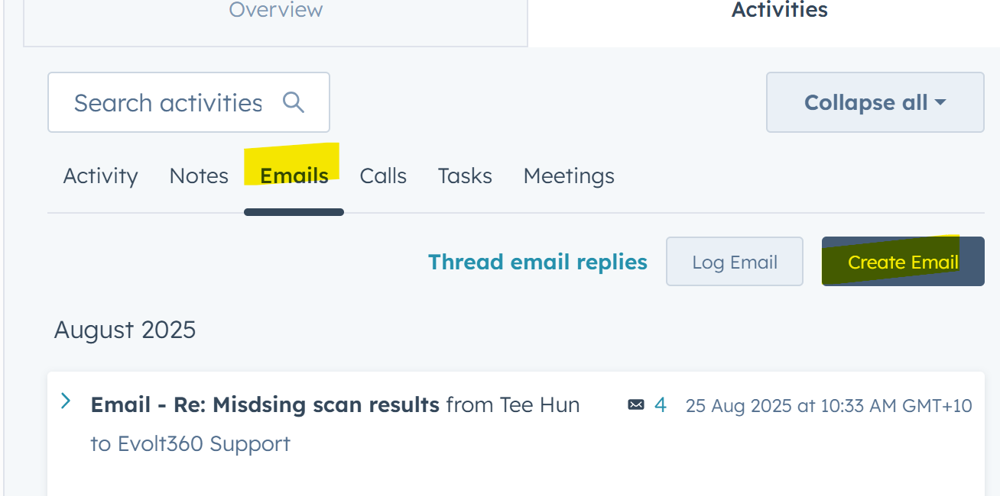 Overview
Activities
Search activities
Collapse all
Activity Notes Emails Calls Tasks Meetings
Thread email replies Log Email Create Email
August 2025
Email - Re: Misdsing scan results from Tee Hun 4 25 Aug 2025 at 10:33 AM GMT+10
to Evolt360 Support